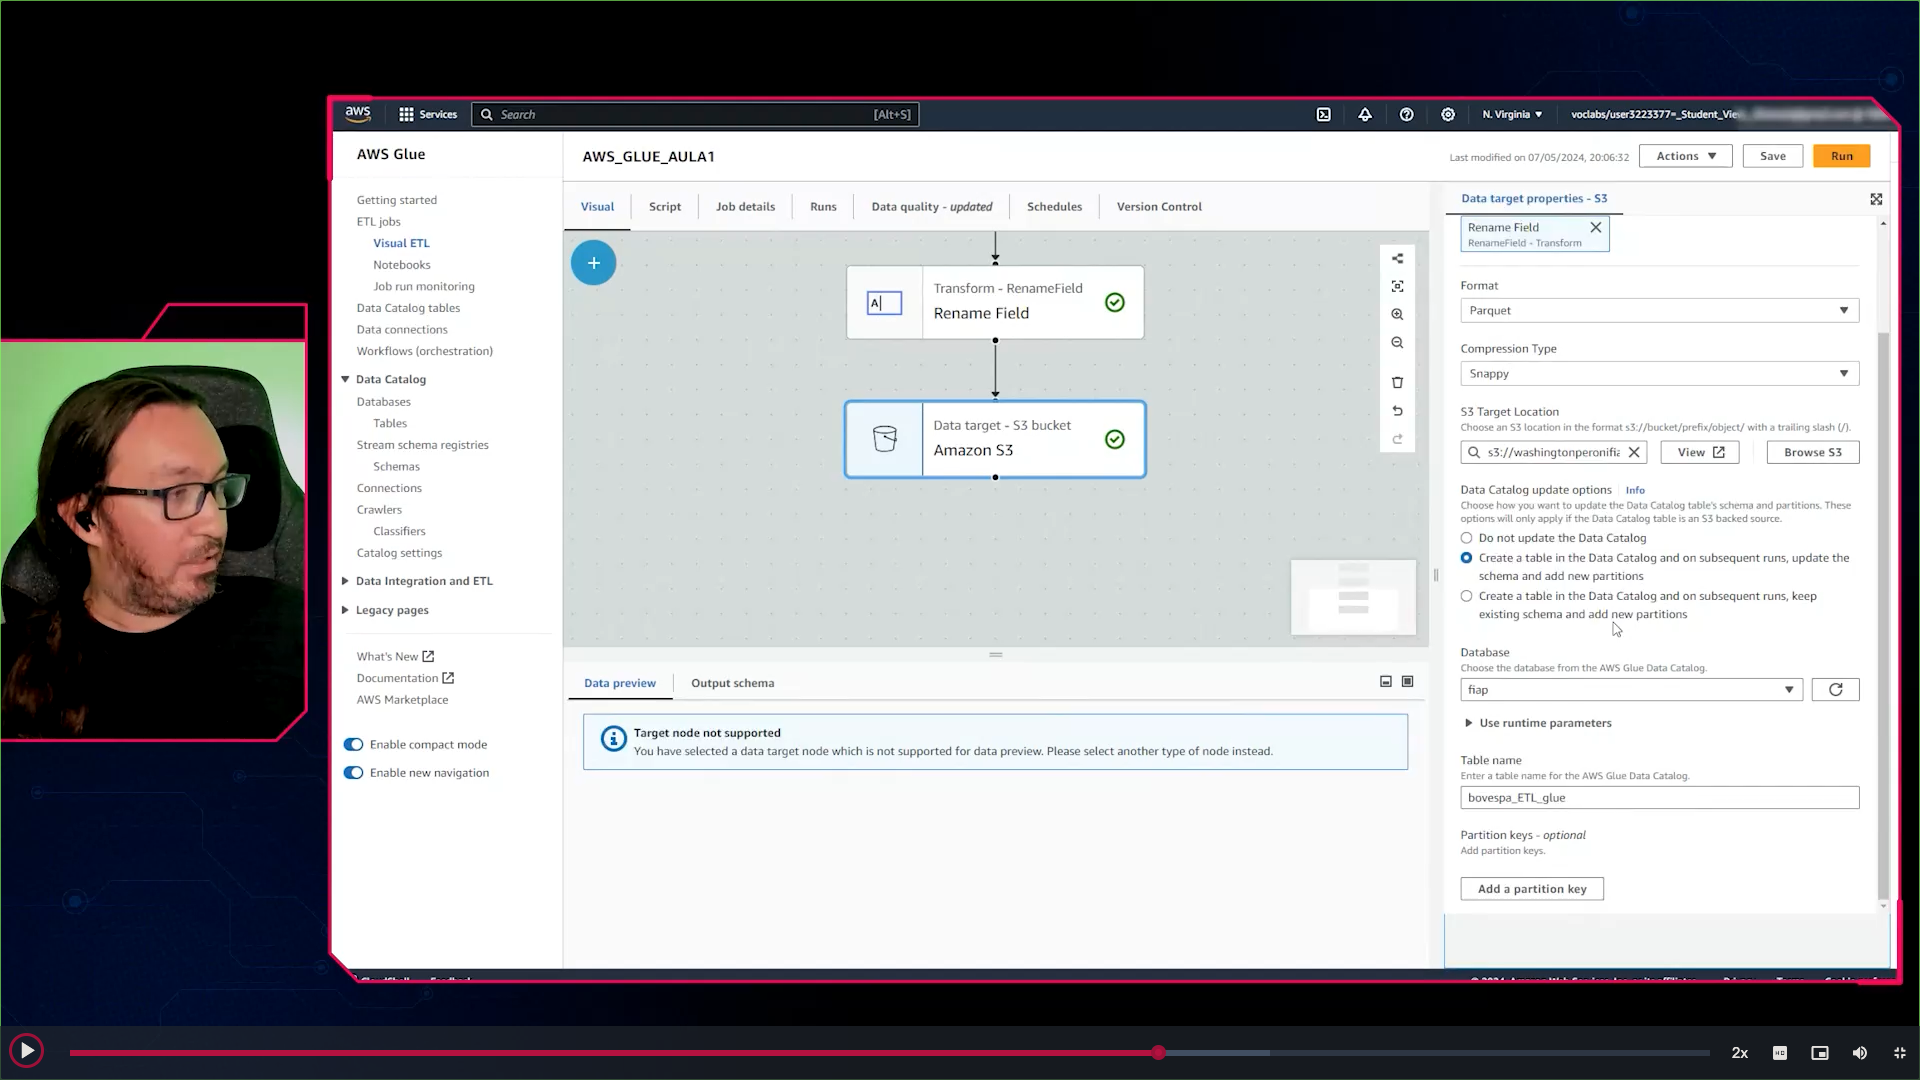 aws
Services
Search
[Alt+S]
N. Virginia
voclabs/user3223377=_Student_Vie
AWS Glue
Getting started
ETL jobs
Visual ETL
Notebooks
Job run monitoring
Data Catalog tables
Data connections
Workflows (orchestration)
Data Catalog
Databases
Tables
Stream schema registries
Schemas
Connections
Crawlers
Classifiers
Catalog settings
Data Integration and ETL
Legacy pages
What's New
Documentation
AWS Marketplace
Enable compact mode
Enable new navigation
AWS_GLUE_AULA1
Last modified on 07/05/2024, 20:06:32
Actions
Save
Run
Visual
Script
Job details
Runs
Data quality - updated
Schedules
Version Control
A
Transform - RenameField
Rename Field
Data target - S3 bucket
Amazon S3
Data preview
Output schema
Target node not supported
You have selected a data target node which is not supported for data preview. Please select another type of node instead.
Data target properties - S3
Rename Field
RenameField - Transform
Format
Parquet
Compression Type
Snappy
S3 Target Location
Choose an S3 location in the format s3://bucket/prefix/object/ with a trailing slash (/).
s3://washingtonperonifia
View
Browse S3
Data Catalog update options
Info
Choose how you want to update the Data Catalog table's schema and partitions. These
options will only apply if the Data Catalog table is an S3 backed source.
Do not update the Data Catalog
Create a table in the Data Catalog and on subsequent runs, update the
schema and add new partitions
Create a table in the Data Catalog and on subsequent runs, keep
existing schema and add new partitions
Database
Choose the database from the AWS Glue Data Catalog.
fiap
Use runtime parameters
Table name
Enter a table name for the AWS Glue Data Catalog.
bovespa_ETL_glue
Partition keys - optional
Add partition keys.
Add a partition key
2x
HD